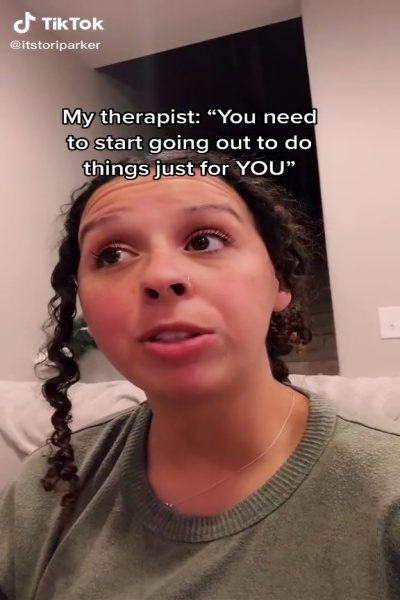 TikTok
@itstoriparker
My therapist: “You need
to start going out to do
things just for YOU”